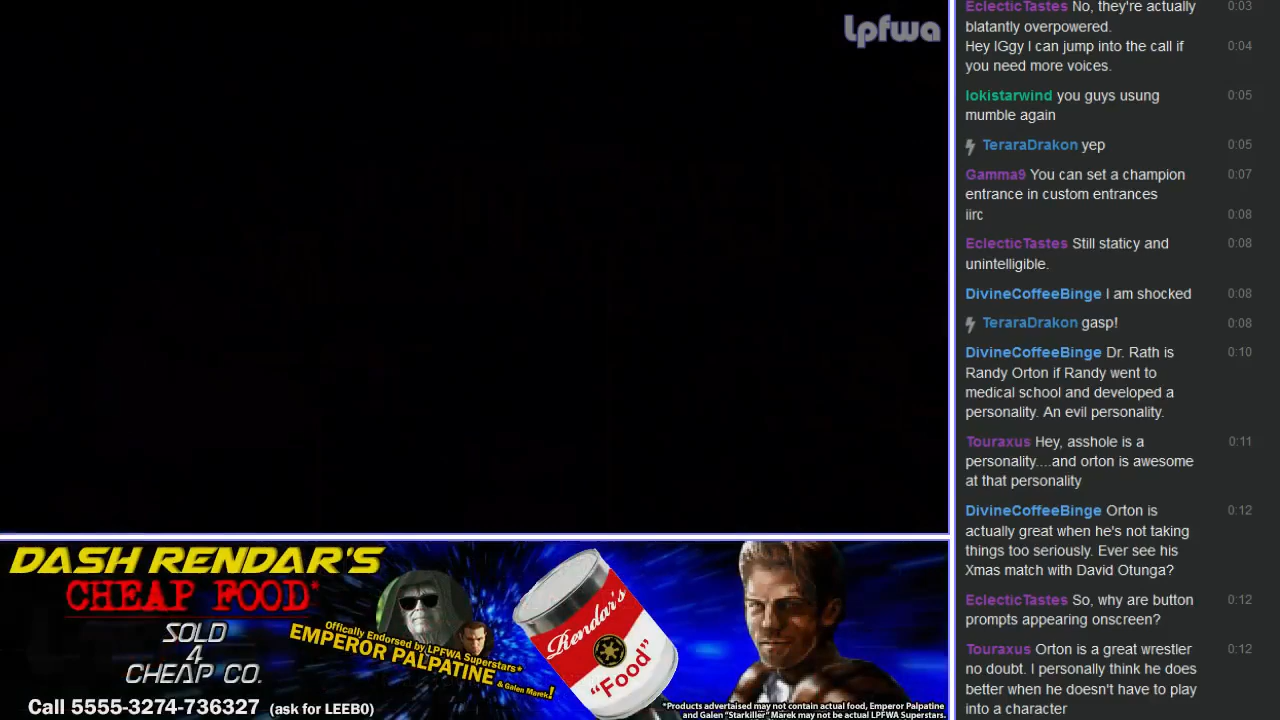 Lpfwa
EclecticTastes No, they're actually 0:03
blatantly overpowered.
Hey IGgy I can jump into the call if 0:04
you need more voices.
lokistarwind you guys usung 0:05
mumble again
TeraraDrakon yep 0:05
Gamma9 You can set a champion 0:07
entrance in custom entrances
iirc 0:08
EclecticTastes Still staticy and 0:08
unintelligible.
DivineCoffeeBinge I am shocked 0:08
TeraraDrakon gasp! 0:08
DivineCoffeeBinge Dr. Rath is 0:10
Randy Orton if Randy went to
medical school and developed a
personality. An evil personality.
Touraxus Hey, asshole is a 0:11
personality....and orton is awesome
at that personality
DivineCoffeeBinge Orton is 0:12
actually great when he's not taking
things too seriously. Ever see his
Xmas match with David Otunga?
EclecticTastes So, why are button 0:12
prompts appearing onscreen?
Touraxus Orton is a great wrestler 0:12
no doubt. I personally think he does
better when he doesn't have to play
into a character
DASH RENDAR'S
CHEAP FOOD*
SOLD
4
CHEAP CO.
Call 5555-3274-736327 (ask for LEEB0)
Offically Endorsed by LPFWA Superstars*
EMPEROR PALPATINE
& Galen Marek!
Rendar's
"Food"
*Products advertaised may not contain actual food, Emperor Palpatine
and Galen "Starkiller" Marek may not be actual LPFWA Superstars.